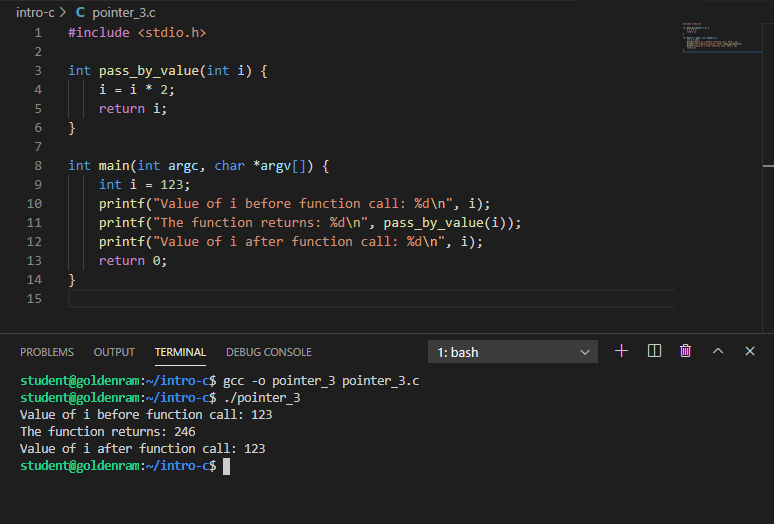 intro-c > C pointer_3.c
1 #include <stdio.h>
2
3 int pass_by_value(int i) {
4     i = i * 2;
5     return i;
6 }
7
8 int main(int argc, char *argv[]) {
9     int i = 123;
10     printf("Value of i before function call: %d\n", i);
11     printf("The function returns: %d\n", pass_by_value(i));
12     printf("Value of i after function call: %d\n", i);
13     return 0;
14 }
15
PROBLEMS OUTPUT TERMINAL DEBUG CONSOLE 1: bash
student@goldenram:~/intro-c$ gcc -o pointer_3 pointer_3.c
student@goldenram:~/intro-c$ ./pointer_3
Value of i before function call: 123
The function returns: 246
Value of i after function call: 123
student@goldenram:~/intro-c$